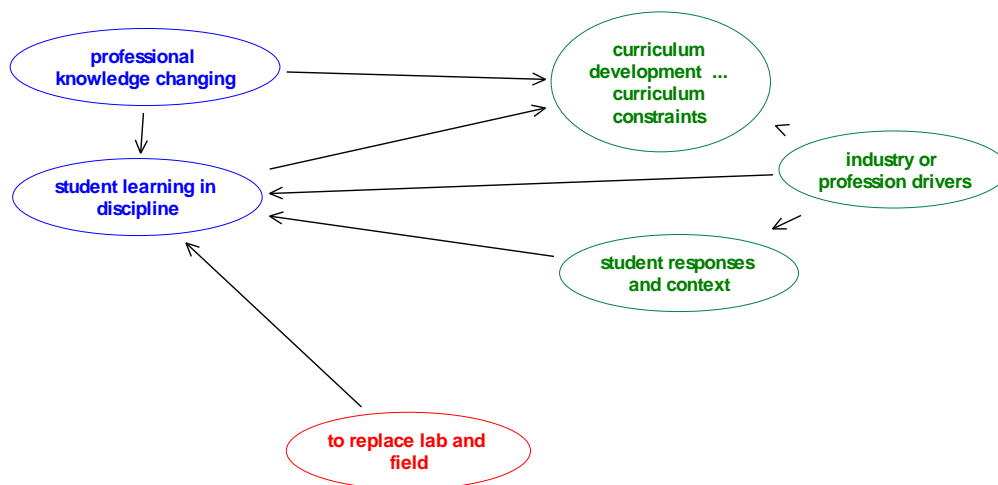 professional
knowledge changing
curriculum
development ...
curriculum
constraints
student learning in
discipline
industry or
profession drivers
student responses
and context
to replace lab and
field